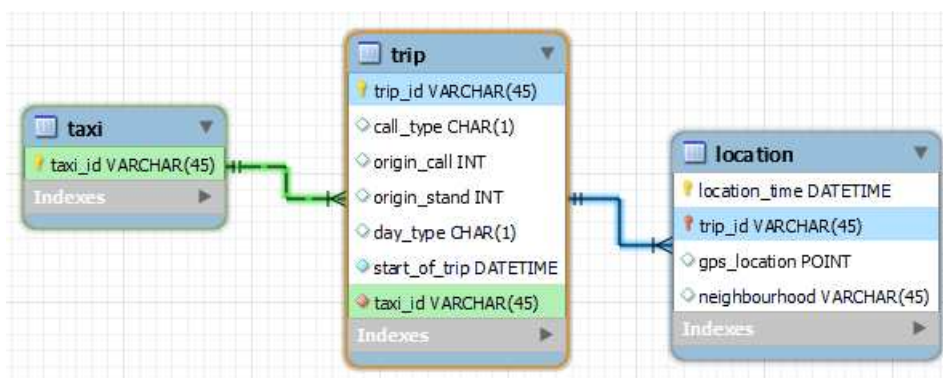 taxi
taxi_id VARCHAR(45)
Indexes
trip
trip_id VARCHAR(45)
call_type CHAR(1)
origin_call INT
origin_stand INT
day_type CHAR(1)
start_of_trip DATETIME
taxi_id VARCHAR(45)
Indexes
location
location_time DATETIME
trip_id VARCHAR(45)
gps_location POINT
neighbourhood VARCHAR(45)
Indexes